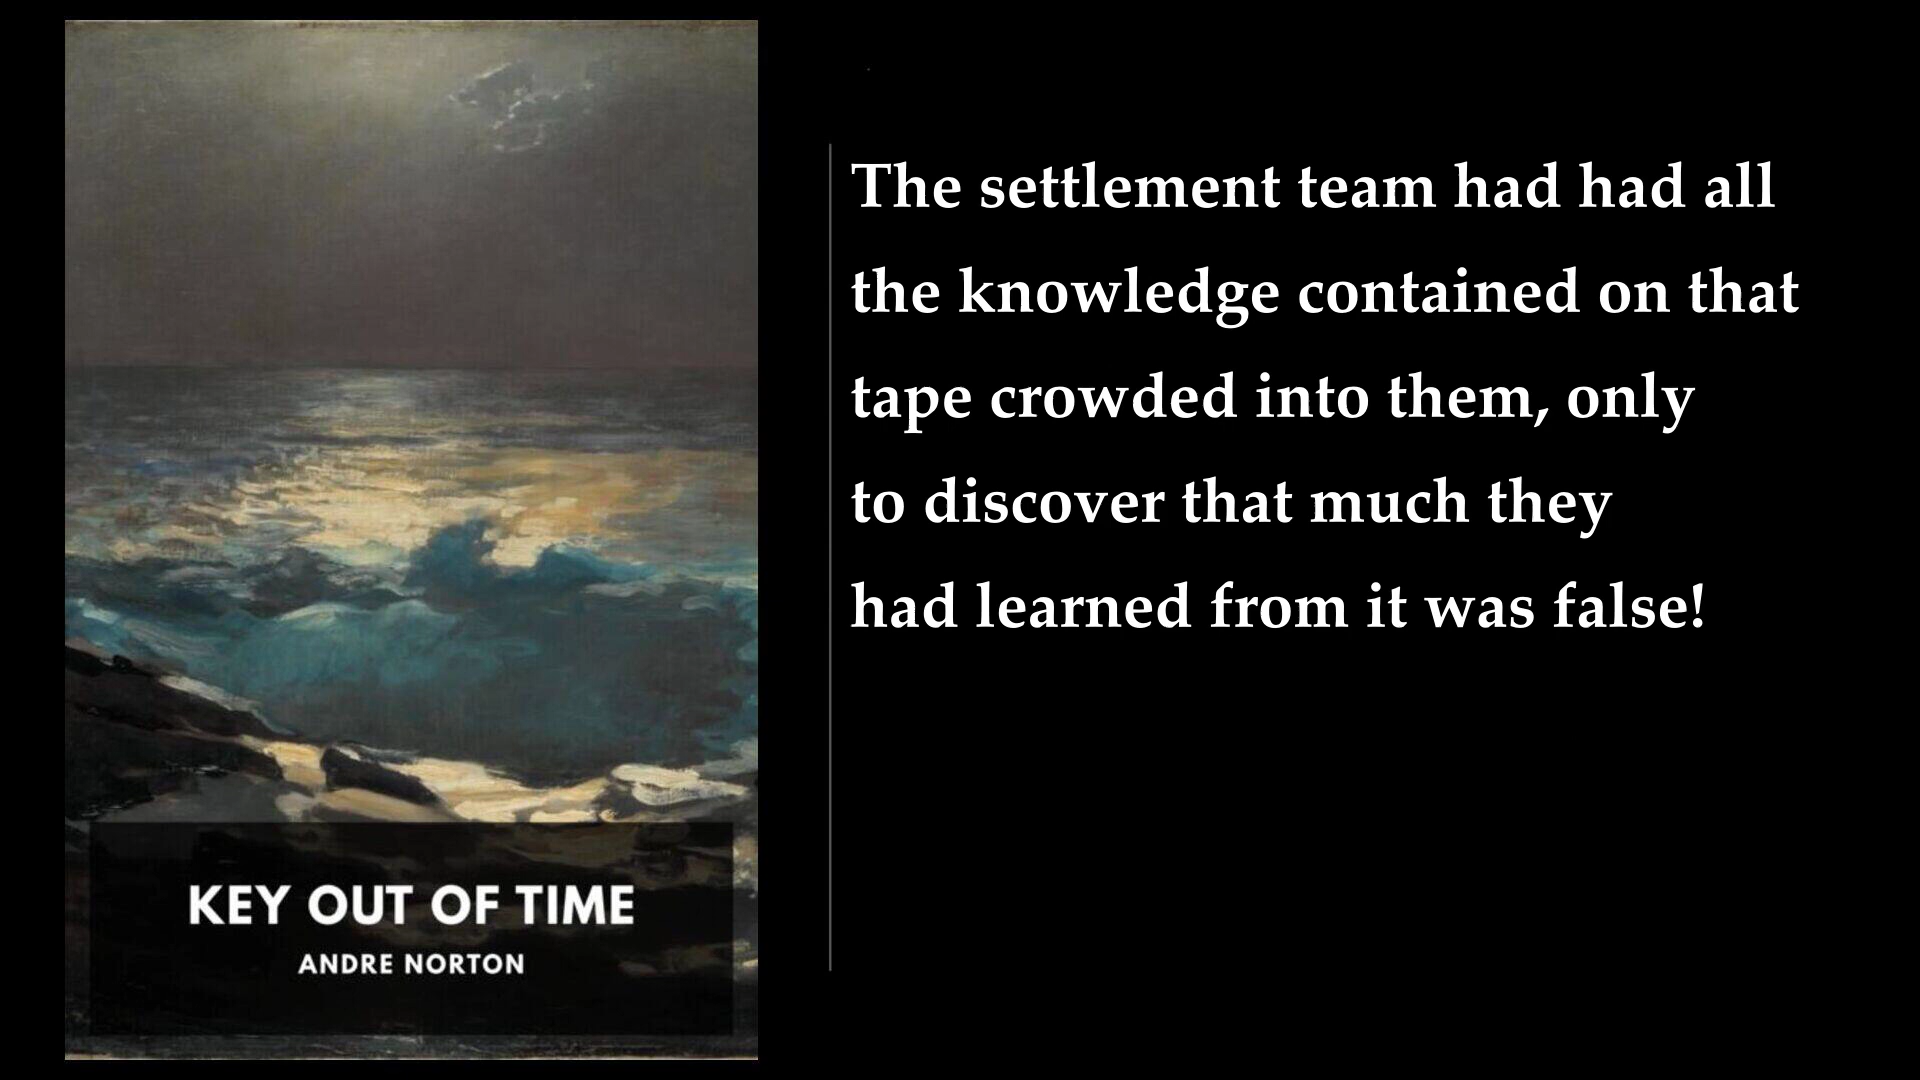 The settlement team had had all
the knowledge contained on that
tape crowded into them, only
to discover that much they
had learned from it was false!
KEY OUT OF TIME
ANDRE NORTON